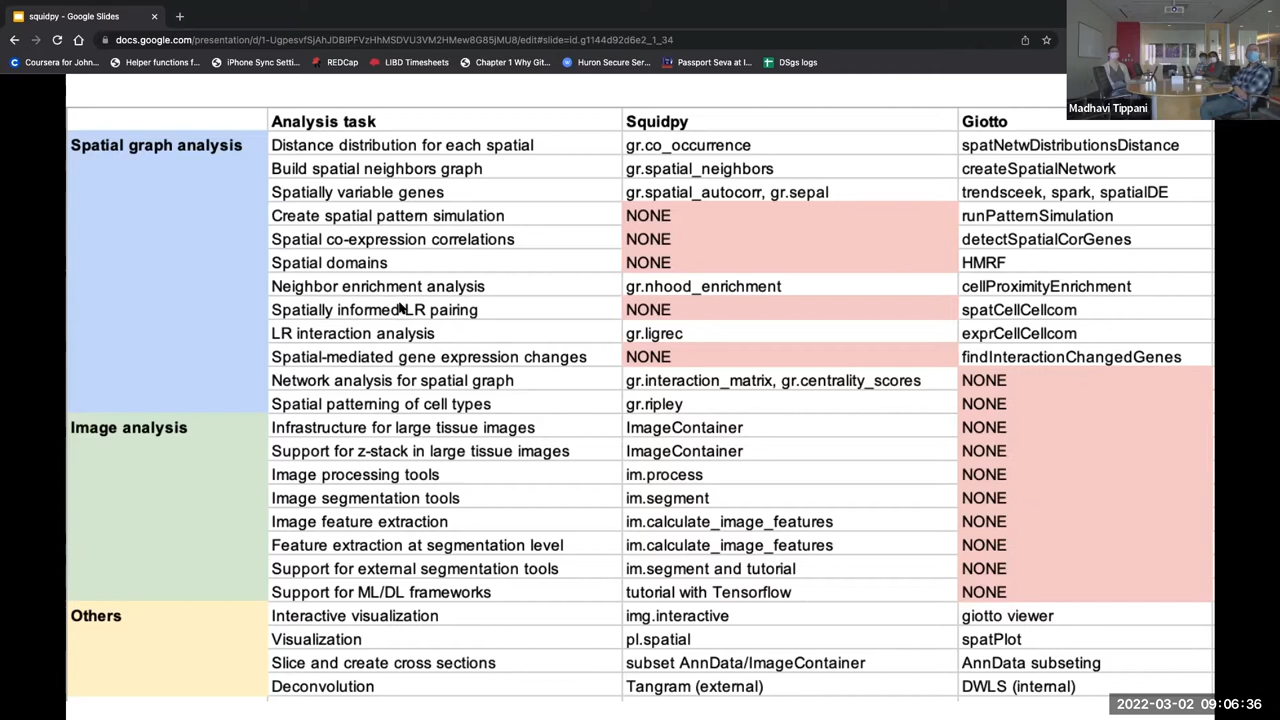 squidpy - Google Slides
docs.google.com/presentation/d/1-UgpesvfSjAhJDBIPFVzHhMSDVU3VM2HMew8G85jMU8/edit#slide=id.g1144d92d6e2_1_34
Coursera for John... Helper functions f... iPhone Sync Setti... REDCap LIBD Timesheets Chapter 1 Why Git... Huron Secure Ser... Passport Seva at I... DSgs logs
Madhavi Tippani
Analysis task Squidpy Giotto
Spatial graph analysis Distance distribution for each spatial gr.co_occurrence spatNetwDistributionsDistance
Build spatial neighbors graph gr.spatial_neighbors createSpatialNetwork
Spatially variable genes gr.spatial_autocorr, gr.sepal trendsceek, spark, spatialDE
Create spatial pattern simulation NONE runPatternSimulation
Spatial co-expression correlations NONE detectSpatialCorGenes
Spatial domains NONE HMRF
Neighbor enrichment analysis gr.nhood_enrichment cellProximityEnrichment
Spatially informed LR pairing NONE spatCellCellcom
LR interaction analysis gr.ligrec exprCellCellcom
Spatial-mediated gene expression changes NONE findInteractionChangedGenes
Network analysis for spatial graph gr.interaction_matrix, gr.centrality_scores NONE
Spatial patterning of cell types gr.ripley NONE
Image analysis Infrastructure for large tissue images ImageContainer NONE
Support for z-stack in large tissue images ImageContainer NONE
Image processing tools im.process NONE
Image segmentation tools im.segment NONE
Image feature extraction im.calculate_image_features NONE
Feature extraction at segmentation level im.calculate_image_features NONE
Support for external segmentation tools im.segment and tutorial NONE
Support for ML/DL frameworks tutorial with Tensorflow NONE
Others Interactive visualization img.interactive giotto viewer
Visualization pl.spatial spatPlot
Slice and create cross sections subset AnnData/ImageContainer AnnData subseting
Deconvolution Tangram (external) DWLS (internal)
2022-03-02 09:06:36